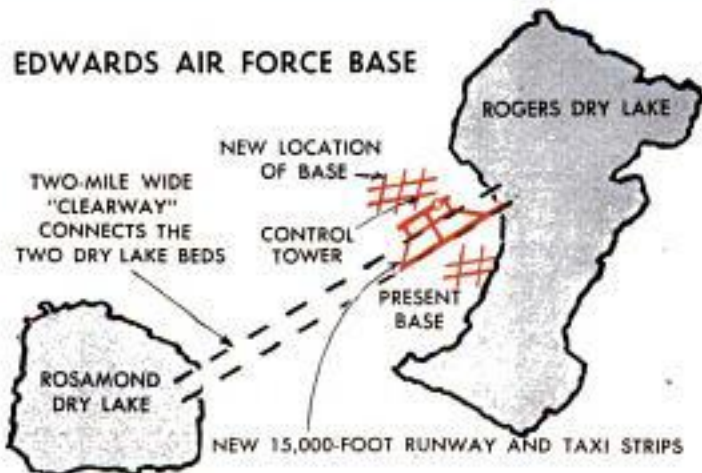 EDWARDS AIR FORCE BASE
ROGERS DRY LAKE
NEW LOCATION
OF BASE
TWO-MILE WIDE
"CLEARWAY"
CONNECTS THE
TWO DRY LAKE BEDS
CONTROL
TOWER
PRESENT
BASE
ROSAMOND
DRY LAKE
NEW 15,000-FOOT RUNWAY AND TAXI STRIPS